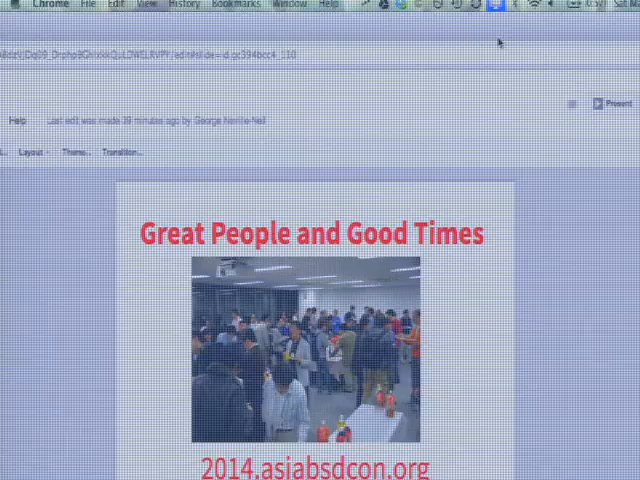 Chrome File Edit View History Bookmarks Window Help
Help Last edit was made 39 minutes ago by George Neville-Neil
Present
Layout Theme... Transition...
Great People and Good Times
2014.asiabsdcon.org